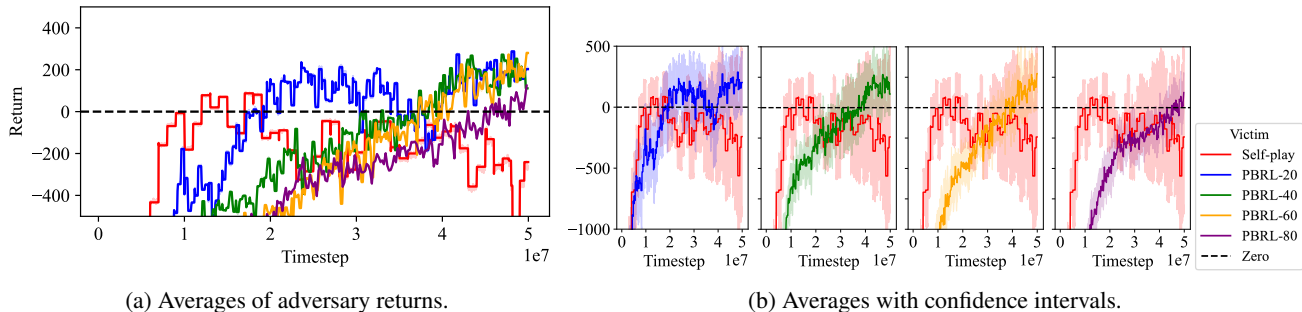 400
200
0
−200
−400
Return
0
1
2
3
4
5
Timestep
1e7
(a) Averages of adversary returns.
500
0
−500
−1000
0 1 2 3 4 5
Timestep
1e7
0 1 2 3 4 5
Timestep
1e7
0 1 2 3 4 5
Timestep
1e7
0 1 2 3 4 5
Timestep
1e7
Victim
Self-play
PBRL-20
PBRL-40
PBRL-60
PBRL-80
Zero
(b) Averages with confidence intervals.